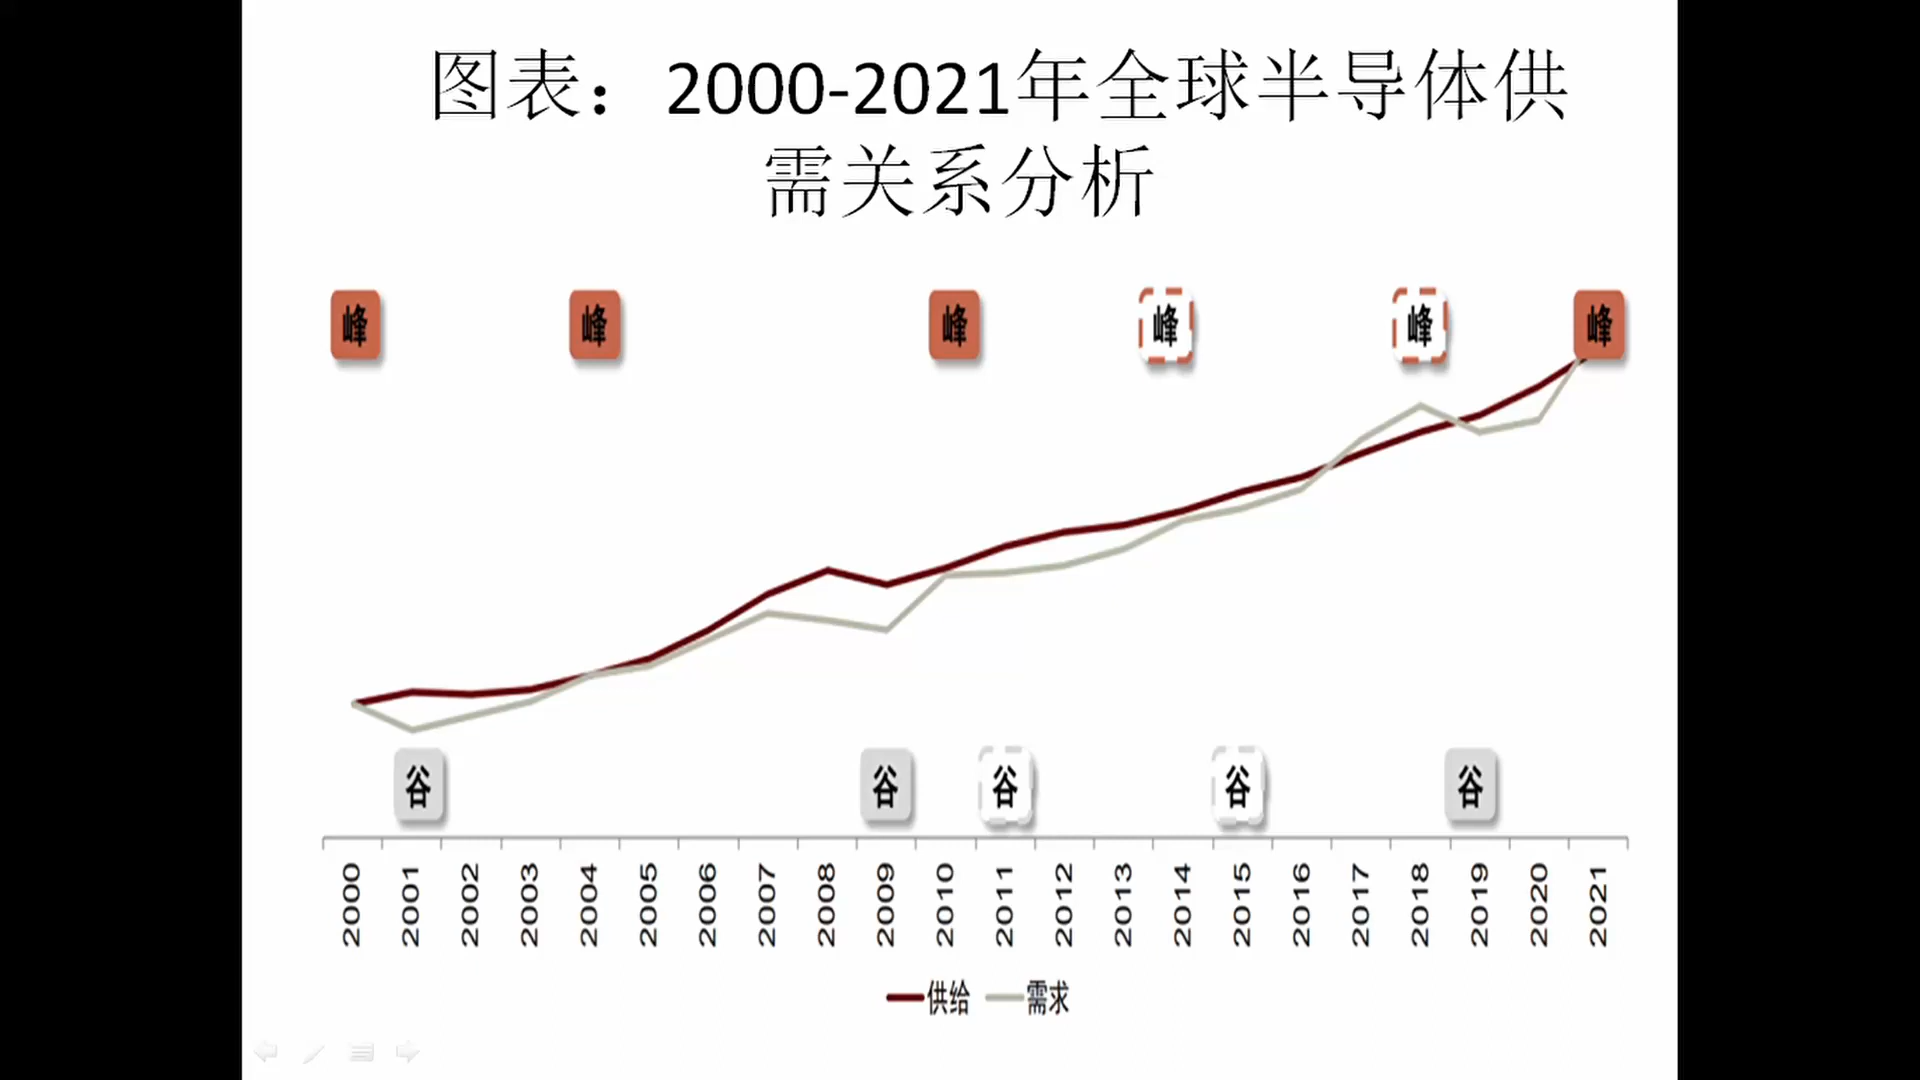 图表：2000-2021年全球半导体供
需关系分析
峰 峰 峰 峰 峰 峰
谷 谷 谷 谷 谷
2000 2001 2002 2003 2004 2005 2006 2007 2008 2009 2010 2011 2012 2013 2014 2015 2016 2017 2018 2019 2020 2021
供给 需求